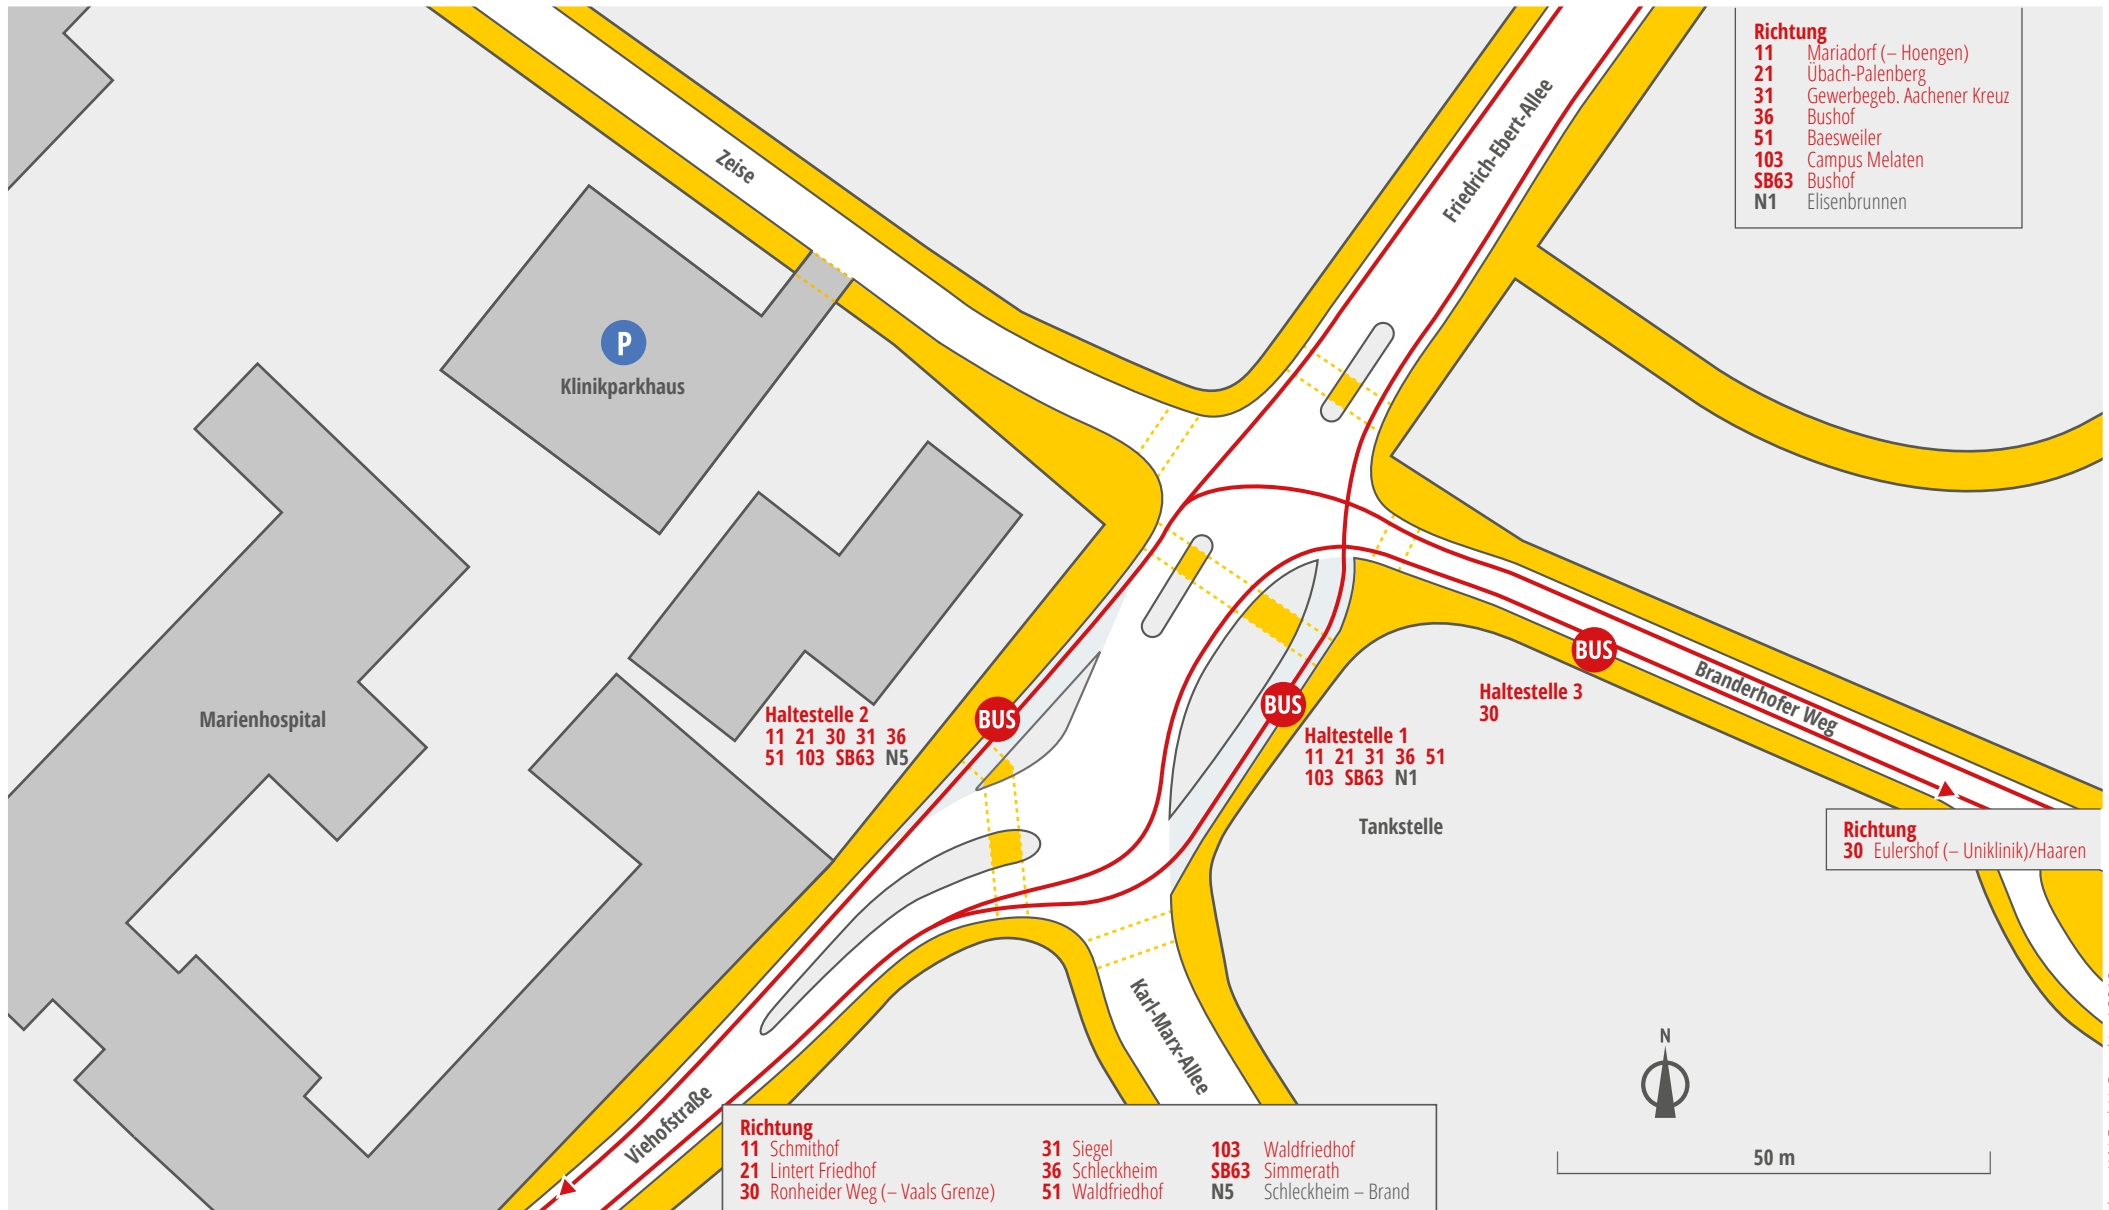 Richtung
11 Mariadorf (– Hoengen)
21 Übach-Palenberg
31 Gewerbegeb. Aachener Kreuz
36 Bushof
51 Baesweiler
103 Campus Melaten
SB63 Bushof
N1 Elisenbrunnen
Friedrich-Ebert-Allee
Zeise
P
Klinikparkhaus
Marienhospital
BUS
Haltestelle 2
11 21 30 31 36
51 103 SB63 N5
BUS
Haltestelle 1
11 21 31 36 51
103 SB63 N1
Tankstelle
BUS
Haltestelle 3
30
Branderhofer Weg
Richtung
30 Eulershof (– Uniklinik)/Haaren
Karl-Marx-Allee
Viehofstraße
N
50 m
Richtung
11 Schmithof
21 Lintert Friedhof
30 Ronheider Weg (– Vaals Grenze)
31 Siegel
36 Schleckheim
51 Waldfriedhof
103 Waldfriedhof
SB63 Simmerath
N5 Schleckheim – Brand